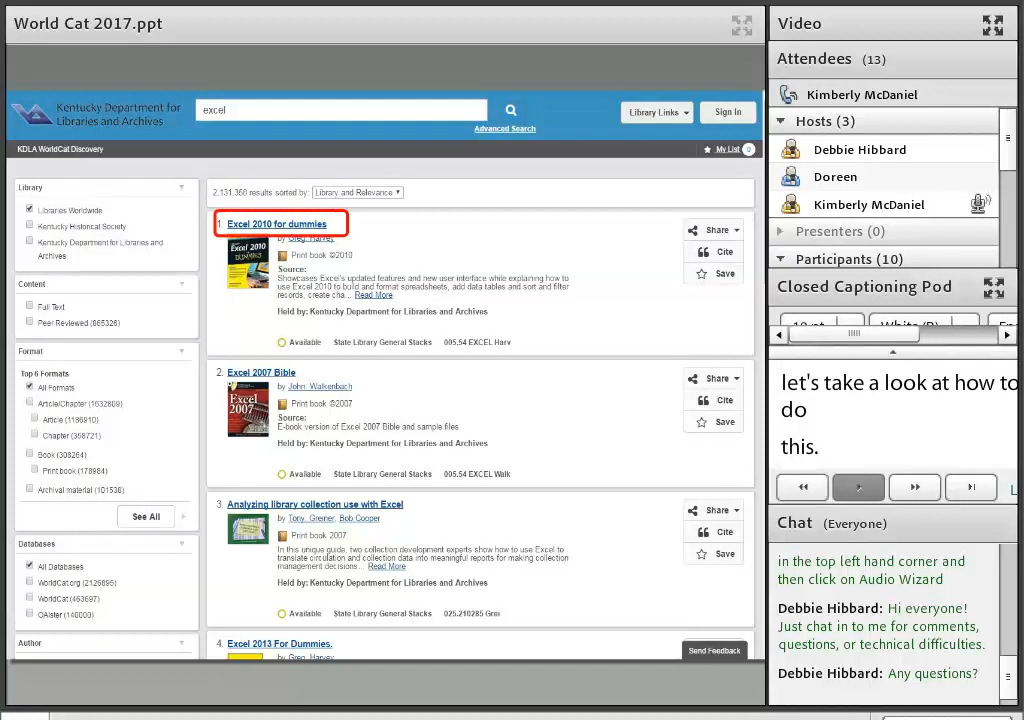 World Cat 2017.ppt
Kentucky Department for
Libraries and Archives
excel
Advanced Search
Library Links
Sign In
KDLA WorldCat Discovery
My List
0
Library
Libraries Worldwide
Kentucky Historical Society
Kentucky Department for Libraries and
Archives
Content
Full Text
Peer Reviewed (865326)
Format
Top 6 Formats
All Formats
Article/Chapter (1632809)
Article (1186910)
Chapter (358721)
Book (308264)
Print book (178984)
Archival material (101538)
See All
Databases
All Databases
WorldCat.org (2126895)
WorldCat (463697)
OAIster (140000)
Author
2,131,358 results sorted by: Library and Relevance
1. Excel 2010 for dummies
by Greg. Harvey
Print book ©2010
Source:
Showcases Excel's updated features and new user interface while explaining how to
use Excel 2010 to build and format spreadsheets, add data tables and sort and filter
records, create cha... Read More
Held by: Kentucky Department for Libraries and Archives
Available State Library General Stacks 005.54 EXCEL Harv
Share
Cite
Save
2. Excel 2007 Bible
by John. Walkenbach
Print book ©2007
Source:
E-book version of Excel 2007 Bible and sample files
Held by: Kentucky Department for Libraries and Archives
Available State Library General Stacks 005.54 EXCEL Walk
Share
Cite
Save
3. Analyzing library collection use with Excel
by Tony. Greiner, Bob Cooper
Print book 2007
In this unique guide, two collection development experts show how to use Excel to
translate circulation and collection data into meaningful reports for making collection
management decisions... Read More
Held by: Kentucky Department for Libraries and Archives
Available State Library General Stacks 025.210285 Grei
Share
Cite
Save
4. Excel 2013 For Dummies.
by Greg. Harvey
Send Feedback
Video
Attendees (13)
Kimberly McDaniel
Hosts (3)
Debbie Hibbard
Doreen
Kimberly McDaniel
Presenters (0)
Participants (10)
Closed Captioning Pod
let's take a look at how to
do
this.
Chat (Everyone)
in the top left hand corner and
then click on Audio Wizard
Debbie Hibbard: Hi everyone!
Just chat in to me for comments,
questions, or technical difficulties.
Debbie Hibbard: Any questions?